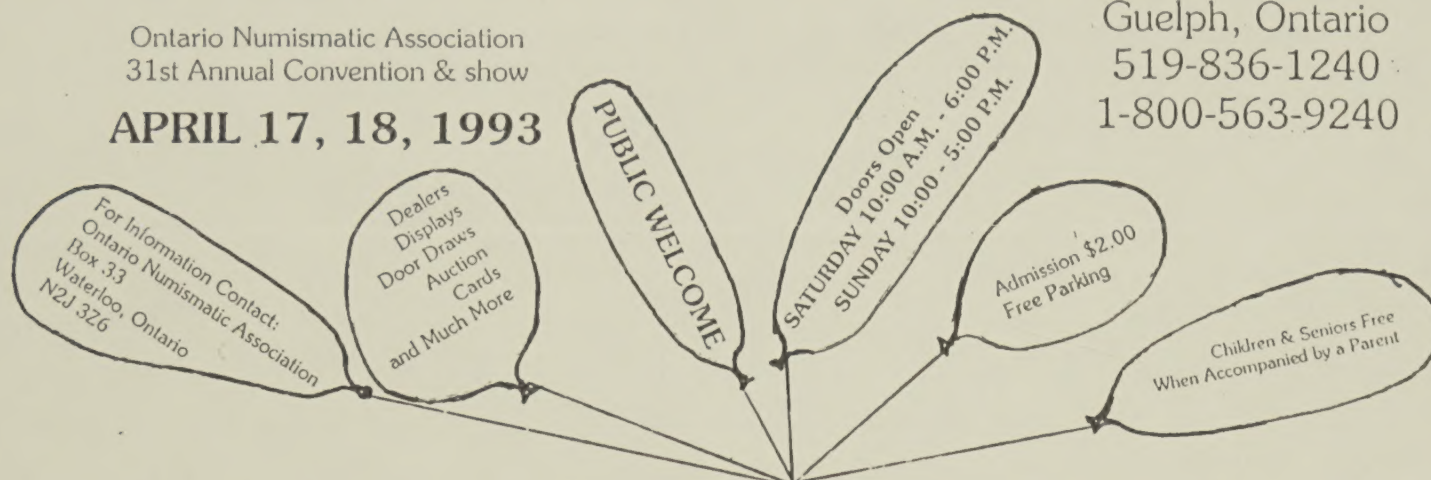 Ontario Numismatic Association
31st Annual Convention & show
APRIL 17, 18, 1993
Guelph, Ontario
519-836-1240
1-800-563-9240
For Information Contact:
Ontario Numismatic Association
Box 33
Waterloo, Ontario
N2J 3Z6
Dealers
Displays
Door Draws
Auction
Cards
and Much More
PUBLIC WELCOME
Doors Open
SATURDAY 10:00 A.M. - 6:00 P.M.
SUNDAY 10:00 - 5:00 P.M.
Admission $2.00
Free Parking
Children & Seniors Free
When Accompanied by a Parent